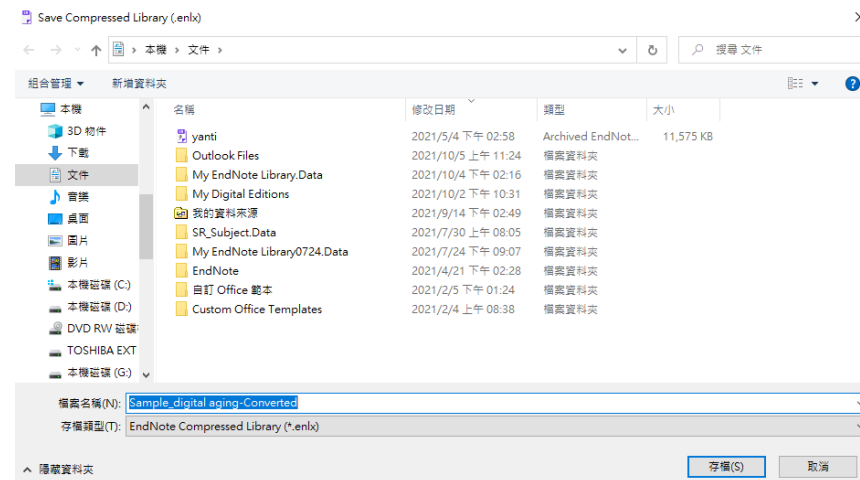 Save Compressed Library (.enlx)
本機 › 文件 ›
搜尋 文件
組合管理 新增資料夾
本機
3D 物件
下載
文件
音樂
桌面
圖片
影片
本機磁碟 (C:)
本機磁碟 (D:)
DVD RW 磁碟
TOSHIBA EXT
本機磁碟 (G:)
名稱 修改日期 類型 大小
yanti 2021/5/4 下午 02:58 Archived EndNot... 11,575 KB
Outlook Files 2021/10/5 上午 11:24 檔案資料夾
My EndNote Library.Data 2021/10/4 下午 02:16 檔案資料夾
My Digital Editions 2021/10/2 下午 10:31 檔案資料夾
我的資料來源 2021/9/14 下午 02:49 檔案資料夾
SR_Subject.Data 2021/7/30 上午 08:05 檔案資料夾
My EndNote Library0724.Data 2021/7/24 下午 09:07 檔案資料夾
EndNote 2021/4/21 下午 02:28 檔案資料夾
自訂 Office 範本 2021/2/5 下午 01:24 檔案資料夾
Custom Office Templates 2021/2/4 上午 08:38 檔案資料夾
檔案名稱(N): Sample_digital aging-Converted
存檔類型(T): EndNote Compressed Library (*.enlx)
隱藏資料夾
存檔(S) 取消